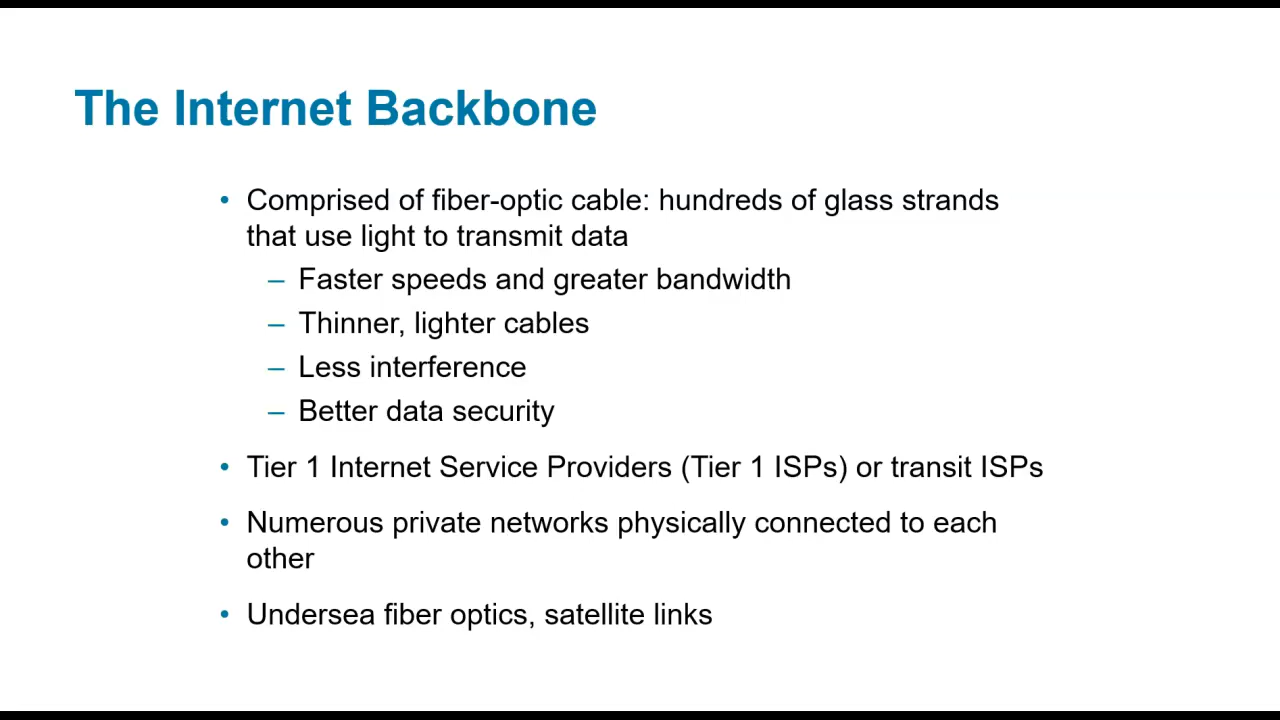 The Internet Backbone
• Comprised of fiber-optic cable: hundreds of glass strands
that use light to transmit data
– Faster speeds and greater bandwidth
– Thinner, lighter cables
– Less interference
– Better data security
• Tier 1 Internet Service Providers (Tier 1 ISPs) or transit ISPs
• Numerous private networks physically connected to each
other
• Undersea fiber optics, satellite links